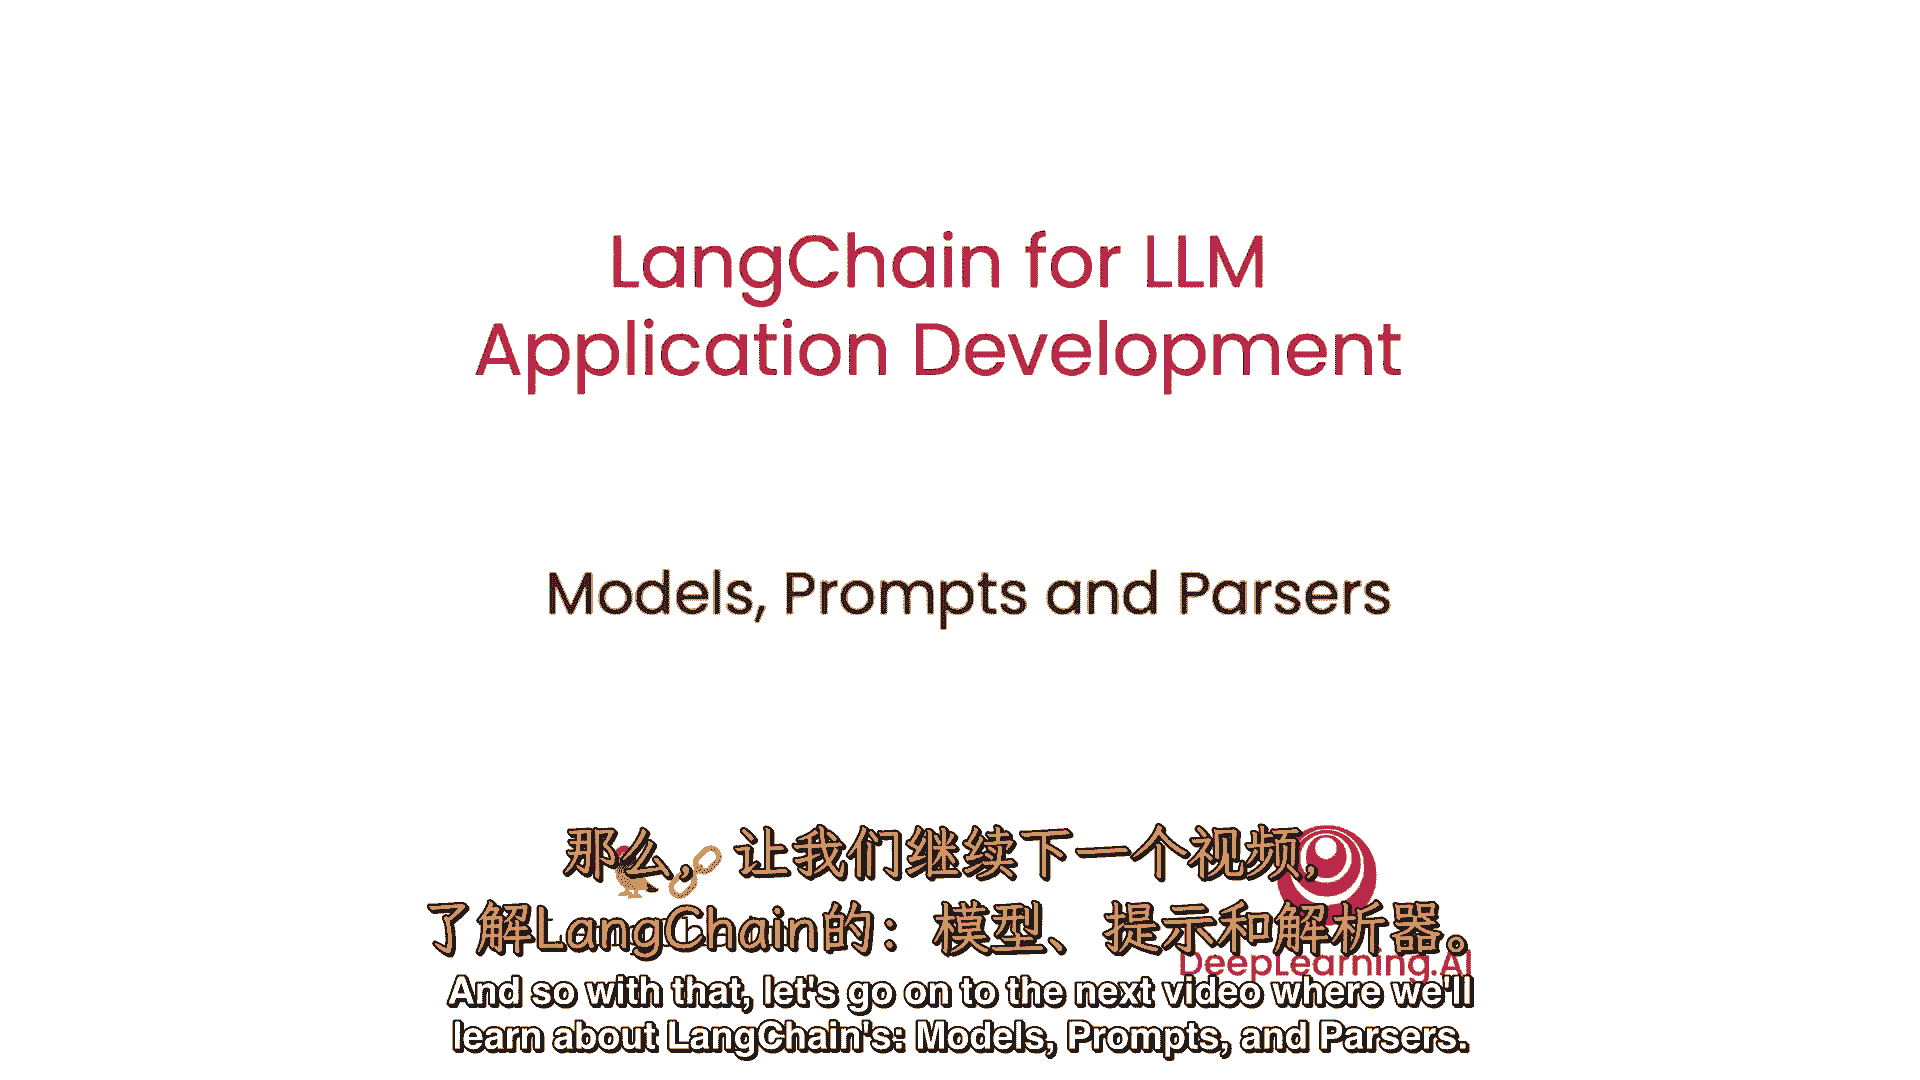 LangChain for LLM
Application Development
Models, Prompts and Parsers
那么，让我们继续下一个视频，
了解LangChain的：模型、提示和解析器。
DeepLearning.AI
And so with that, let's go on to the next video where we'll
learn about LangChain's: Models, Prompts, and Parsers.